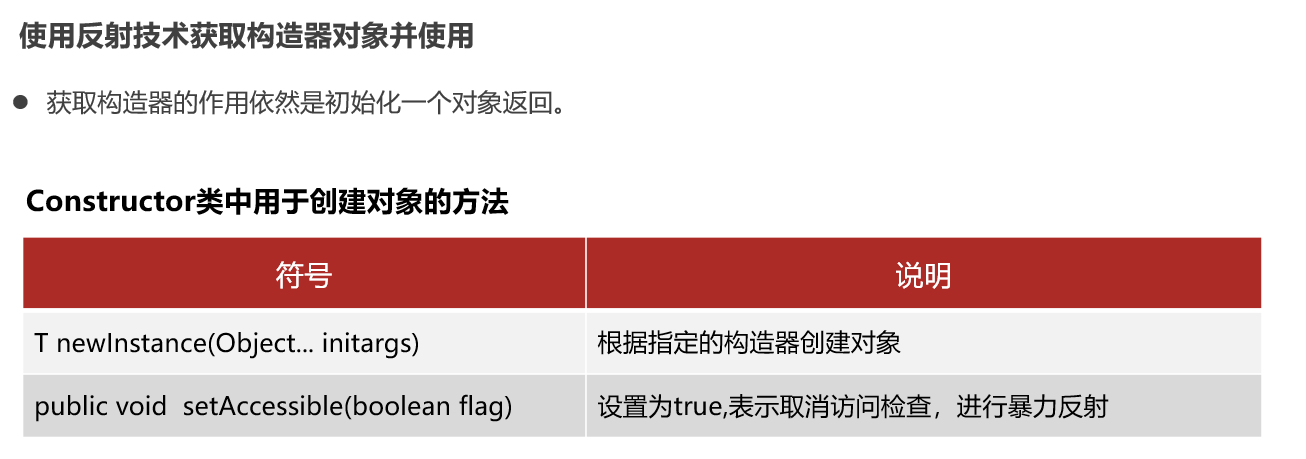 使用反射技术获取构造器对象并使用
● 获取构造器的作用依然是初始化一个对象返回。
Constructor类中用于创建对象的方法
符号 说明
T newInstance(Object... initargs) 根据指定的构造器创建对象
public void setAccessible(boolean flag) 设置为true,表示取消访问检查，进行暴力反射